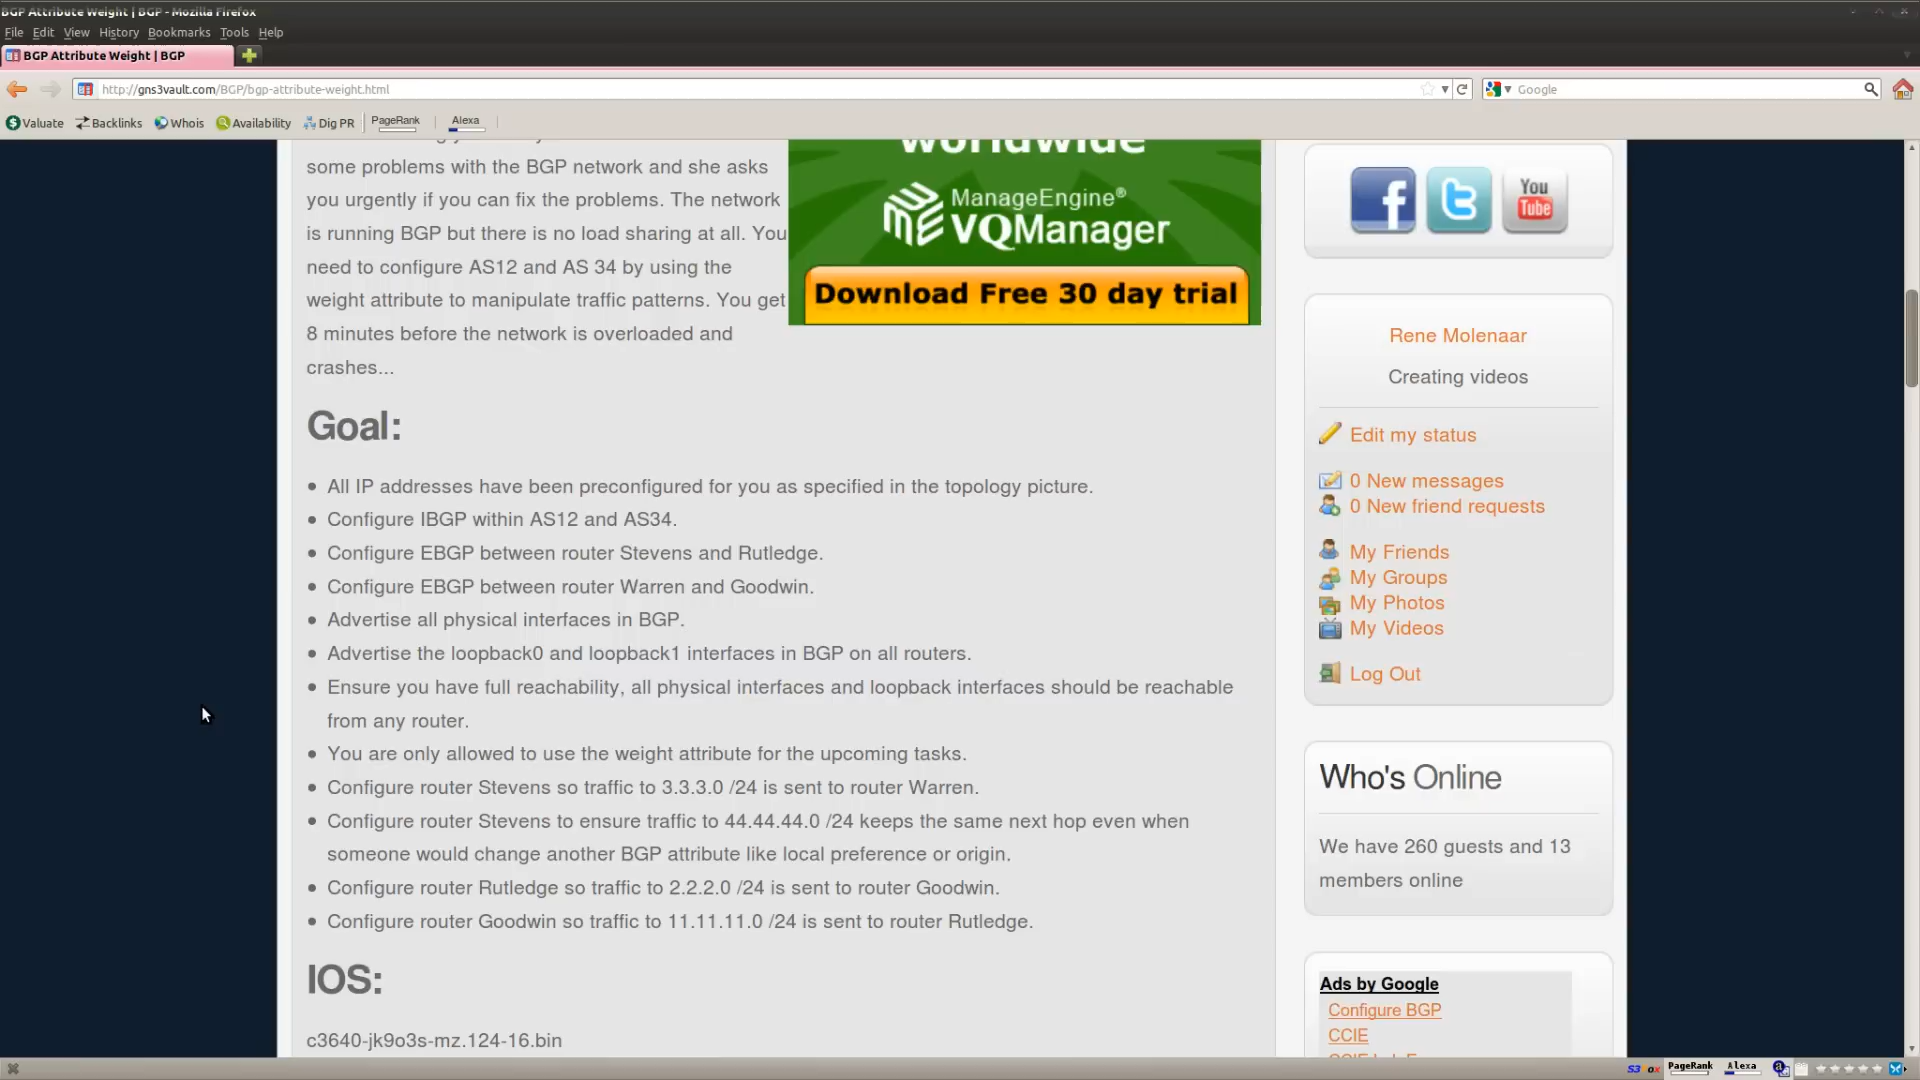 BGP Attribute Weight | BGP - Mozilla Firefox
File Edit View History Bookmarks Tools Help
BGP Attribute Weight | BGP
http://gns3vault.com/BGP/bgp-attribute-weight.html
Google
Valuate Backlinks Whois Availability Dig PR PageRank Alexa
some problems with the BGP network and she asks
you urgently if you can fix the problems. The network
is running BGP but there is no load sharing at all. You
need to configure AS12 and AS 34 by using the
weight attribute to manipulate traffic patterns. You get
8 minutes before the network is overloaded and
crashes...
worldwide
ManageEngine®
VQManager
Download Free 30 day trial
Goal:
All IP addresses have been preconfigured for you as specified in the topology picture.
Configure IBGP within AS12 and AS34.
Configure EBGP between router Stevens and Rutledge.
Configure EBGP between router Warren and Goodwin.
Advertise all physical interfaces in BGP.
Advertise the loopback0 and loopback1 interfaces in BGP on all routers.
Ensure you have full reachability, all physical interfaces and loopback interfaces should be reachable
from any router.
You are only allowed to use the weight attribute for the upcoming tasks.
Configure router Stevens so traffic to 3.3.3.0 /24 is sent to router Warren.
Configure router Stevens to ensure traffic to 44.44.44.0 /24 keeps the same next hop even when
someone would change another BGP attribute like local preference or origin.
Configure router Rutledge so traffic to 2.2.2.0 /24 is sent to router Goodwin.
Configure router Goodwin so traffic to 11.11.11.0 /24 is sent to router Rutledge.
IOS:
c3640-jk9o3s-mz.124-16.bin
You
Tube
Rene Molenaar
Creating videos
Edit my status
0 New messages
0 New friend requests
My Friends
My Groups
My Photos
My Videos
Log Out
Who's Online
We have 260 guests and 13
members online
Ads by Google
Configure BGP
CCIE
PageRank Alexa